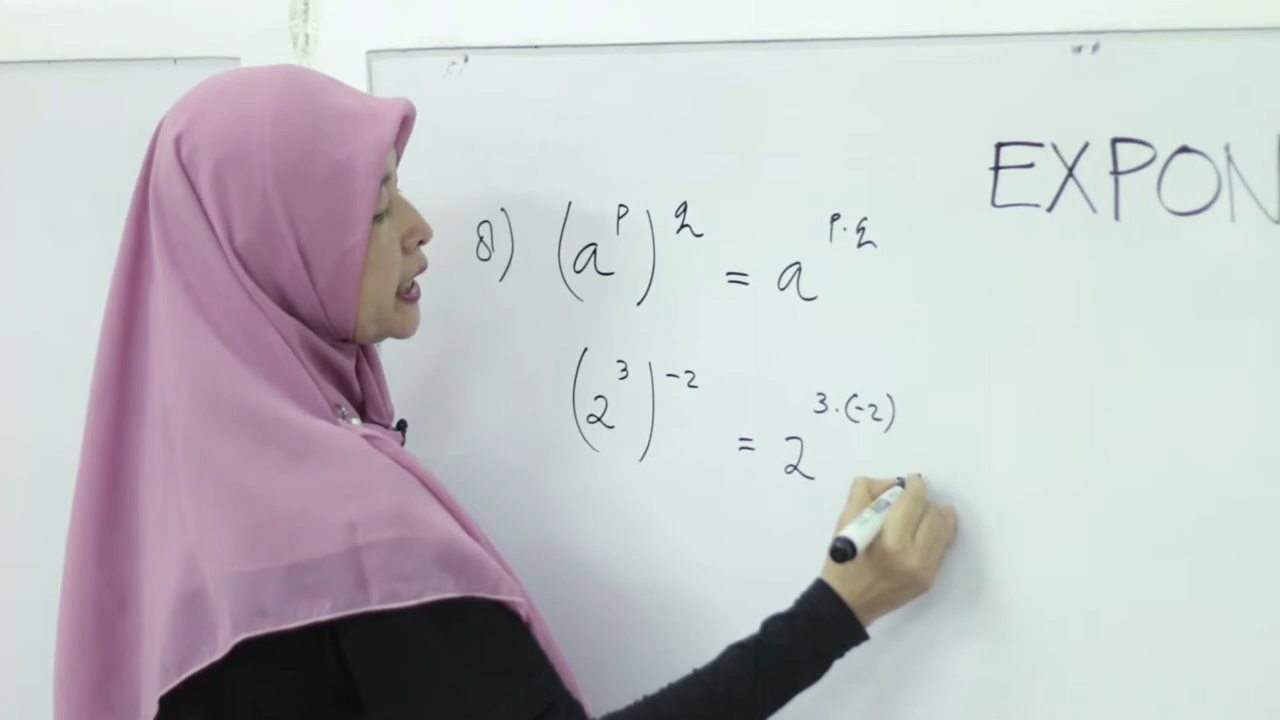 EXPON
8) (a^p)^q = a^{p.q}
(2^3)^{-2} = 2^{3.(-2)}